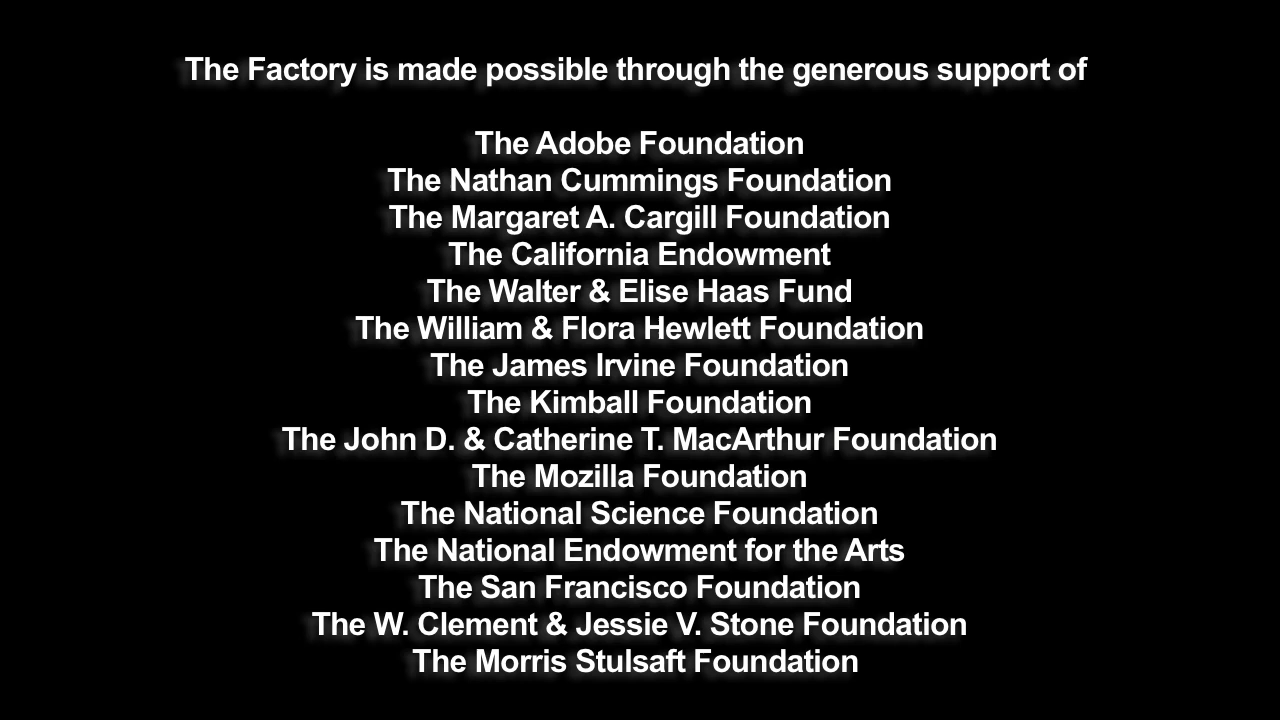 The Factory is made possible through the generous support of
The Adobe Foundation
The Nathan Cummings Foundation
The Margaret A. Cargill Foundation
The California Endowment
The Walter & Elise Haas Fund
The William & Flora Hewlett Foundation
The James Irvine Foundation
The Kimball Foundation
The John D. & Catherine T. MacArthur Foundation
The Mozilla Foundation
The National Science Foundation
The National Endowment for the Arts
The San Francisco Foundation
The W. Clement & Jessie V. Stone Foundation
The Morris Stulsaft Foundation